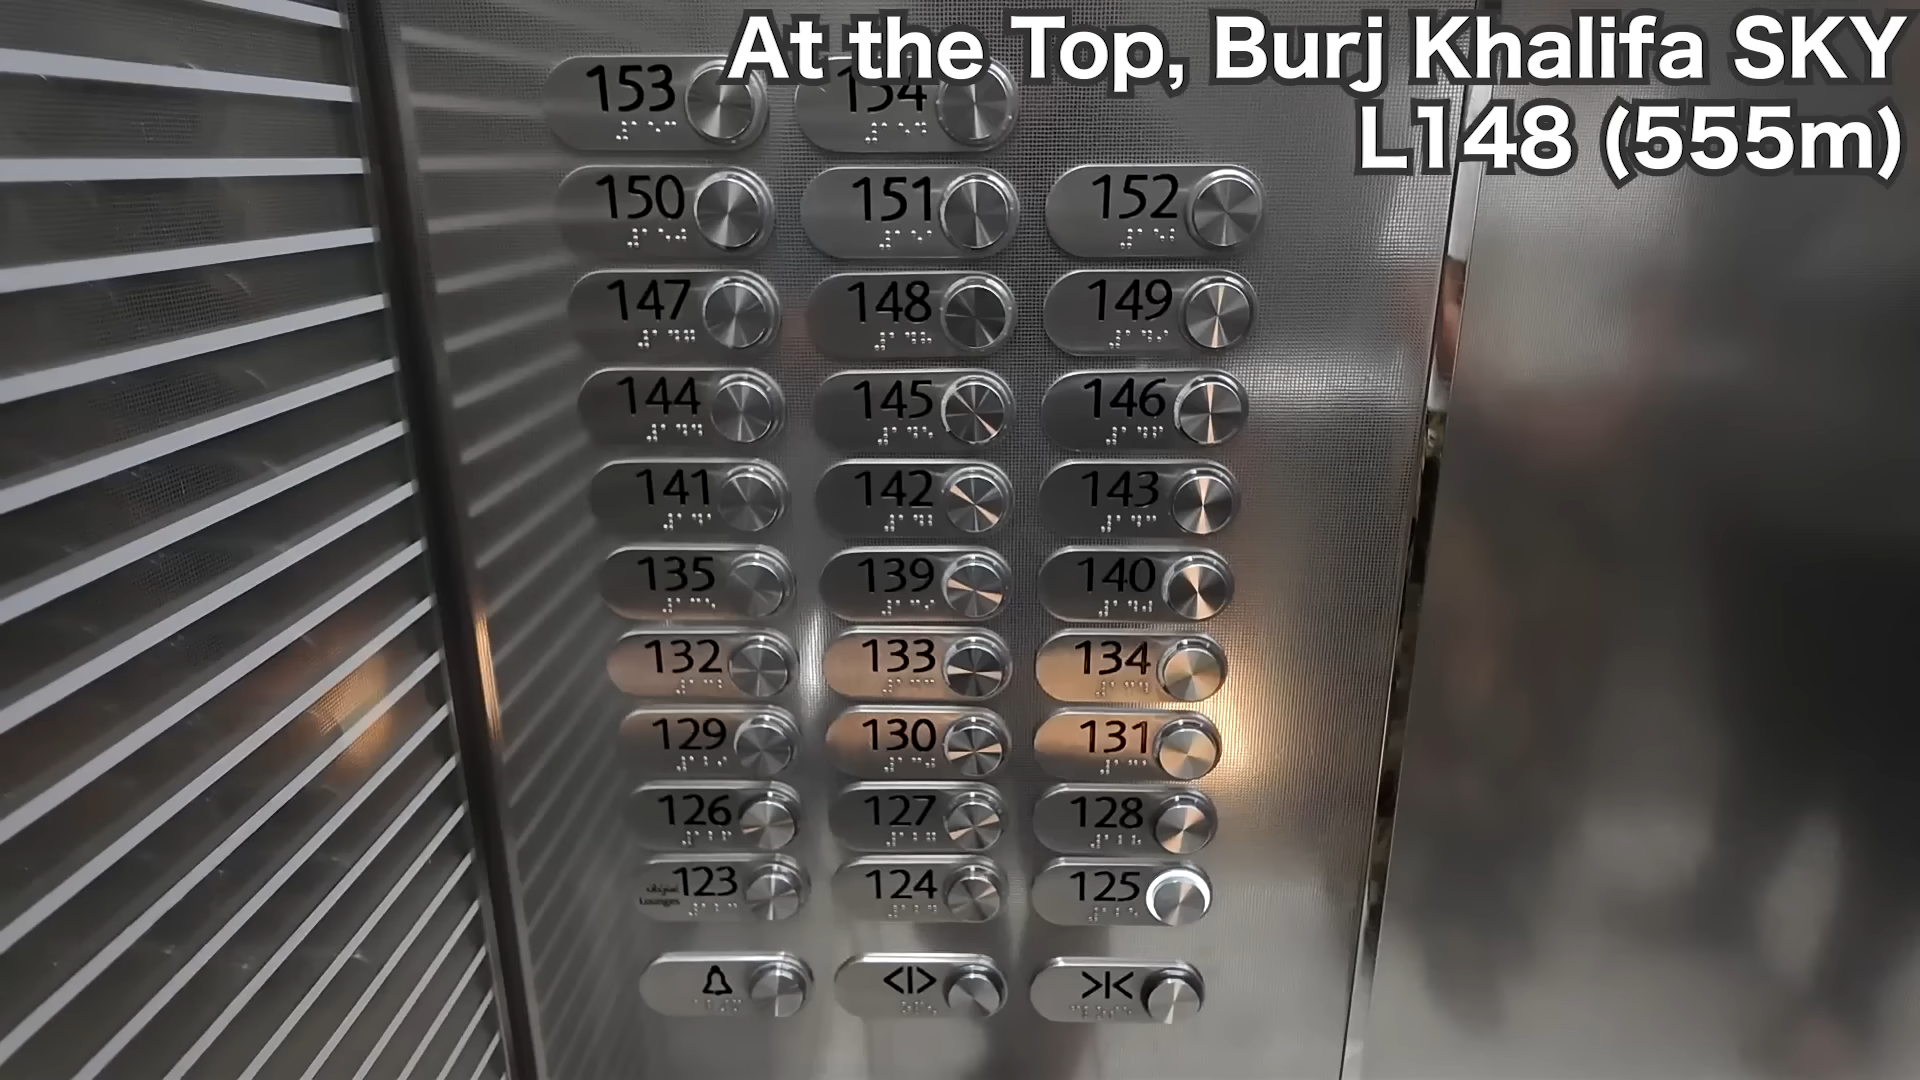 At the Top, Burj Khalifa SKY
L148 (555m)
153 154
150 151 152
147 148 149
144 145 146
141 142 143
135 139 140
132 133 134
129 130 131
126 127 128
123 124 125
Lounges
<|> >|<